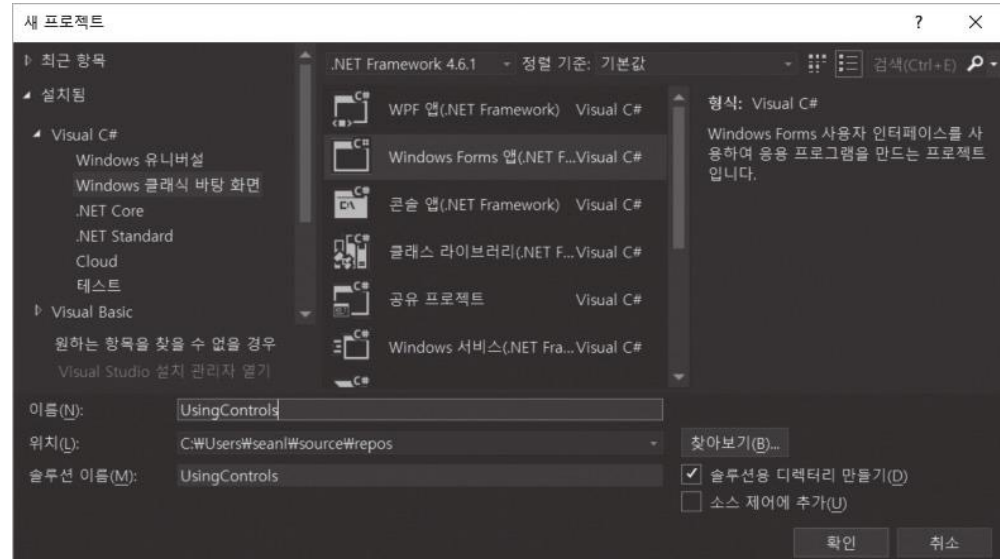 새 프로젝트
? ×
최근 항목
설치됨
Visual C#
Windows 유니버설
Windows 클래식 바탕 화면
.NET Core
.NET Standard
Cloud
테스트
Visual Basic
원하는 항목을 찾을 수 없을 경우
Visual Studio 설치 관리자 열기
.NET Framework 4.6.1 정렬 기준: 기본값
검색(Ctrl+E)
WPF 앱(.NET Framework) Visual C#
Windows Forms 앱(.NET F...Visual C#
콘솔 앱(.NET Framework) Visual C#
클래스 라이브러리(.NET F...Visual C#
공유 프로젝트 Visual C#
Windows 서비스(.NET Fra...Visual C#
형식: Visual C#
Windows Forms 사용자 인터페이스를 사
용하여 응용 프로그램을 만드는 프로젝트
입니다.
이름(N): UsingControls
위치(L): C:₩Users₩seanl₩source₩repos
찾아보기(B)...
솔루션 이름(M): UsingControls
솔루션용 디렉터리 만들기(D)
소스 제어에 추가(U)
확인 취소